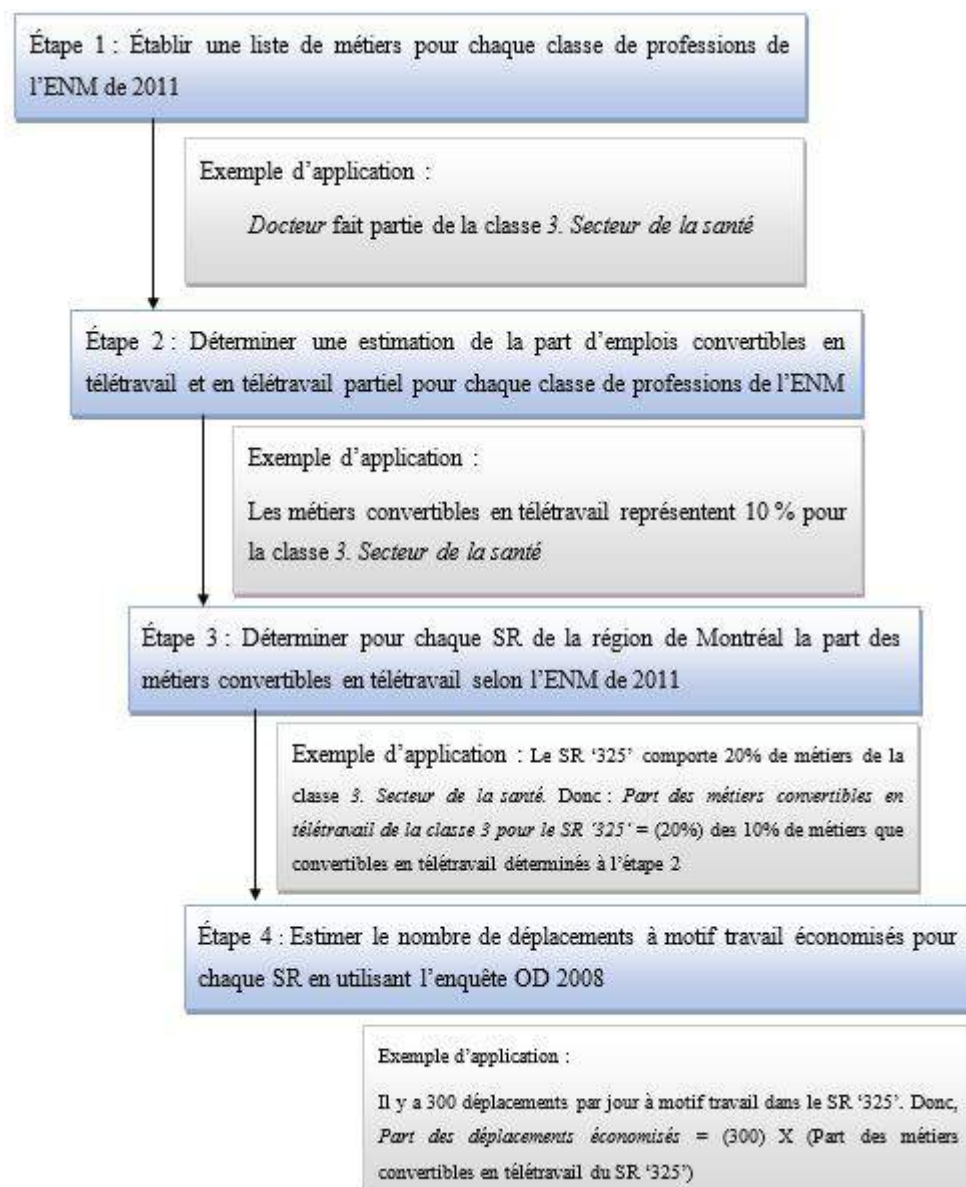 Étape 1 : Établir une liste de métiers pour chaque classe de professions de
l’ENM de 2011
Exemple d’application :
Docteur fait partie de la classe 3. Secteur de la santé
Étape 2 : Déterminer une estimation de la part d’emplois convertibles en
télétravail et en télétravail partiel pour chaque classe de professions de l’ENM
Exemple d’application :
Les métiers convertibles en télétravail représentent 10 % pour
la classe 3. Secteur de la santé
Étape 3 : Déterminer pour chaque SR de la région de Montréal la part des
métiers convertibles en télétravail selon l’ENM de 2011
Exemple d’application : Le SR ‘325’ comporte 20% de métiers de la
classe 3. Secteur de la santé. Donc : Part des métiers convertibles en
télétravail de la classe 3 pour le SR ‘325’ = (20%) des 10% de métiers que
convertibles en télétravail déterminés à l’étape 2
Étape 4 : Estimer le nombre de déplacements à motif travail économisés pour
chaque SR en utilisant l’enquête OD 2008
Exemple d’application :
Il y a 300 déplacements par jour à motif travail dans le SR ‘325’. Donc,
Part des déplacements économisés = (300) X (Part des métiers
convertibles en télétravail du SR ‘325’)